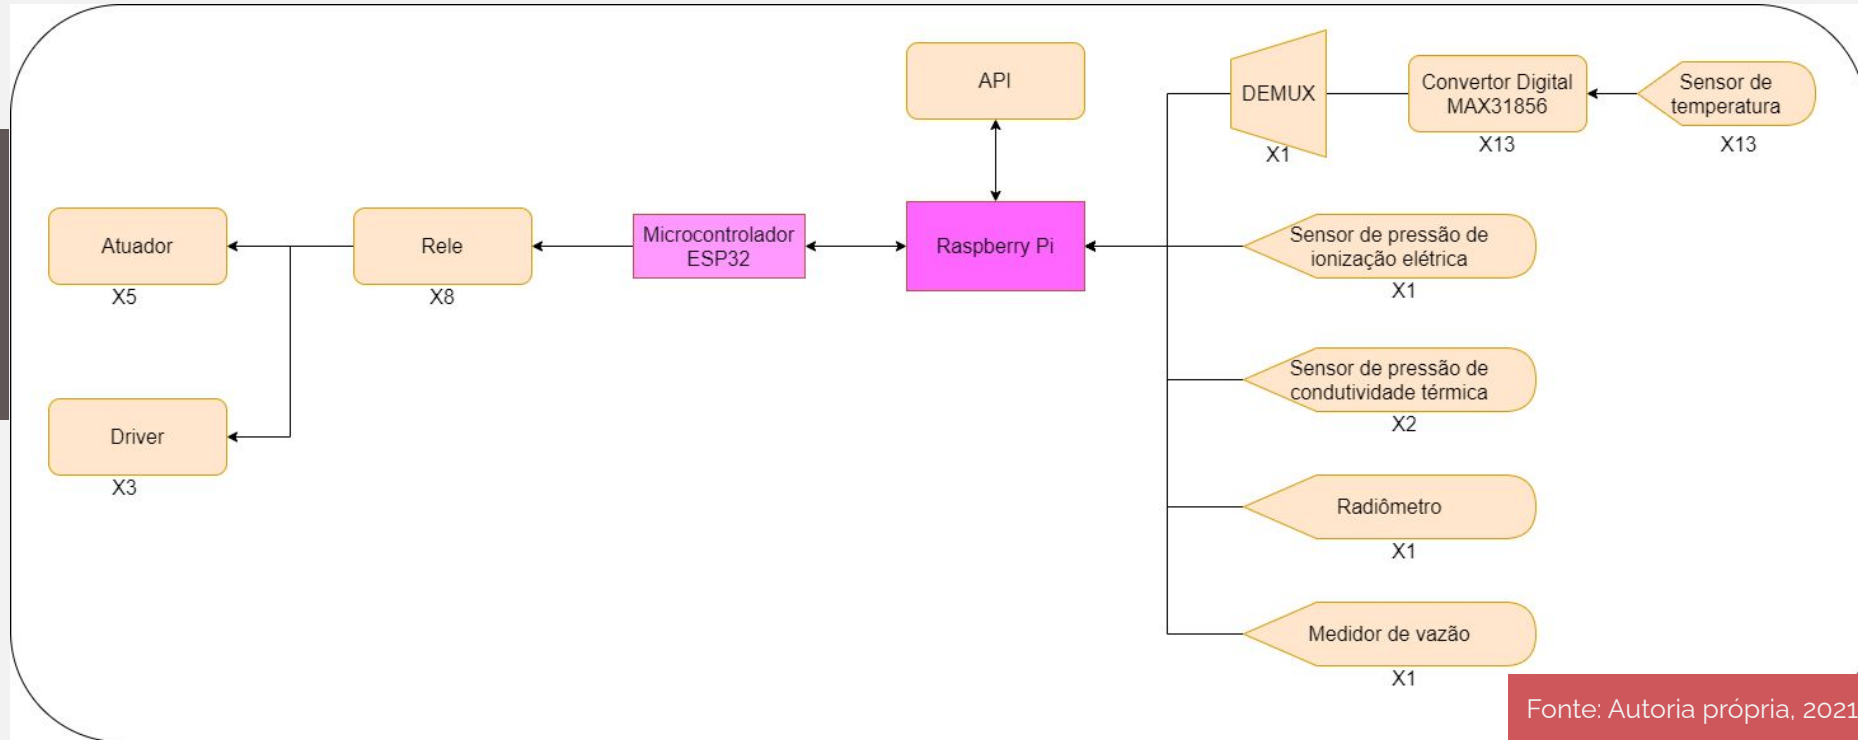 API
DEMUX
X1
Convertor Digital
MAX31856
X13
Sensor de
temperatura
X13
Atuador
X5
Rele
X8
Microcontrolador
ESP32
Raspberry Pi
Sensor de pressão de
ionização elétrica
X1
Sensor de pressão de
condutividade térmica
X2
Driver
X3
Radiômetro
X1
Medidor de vazão
X1
Fonte: Autoria própria, 2021